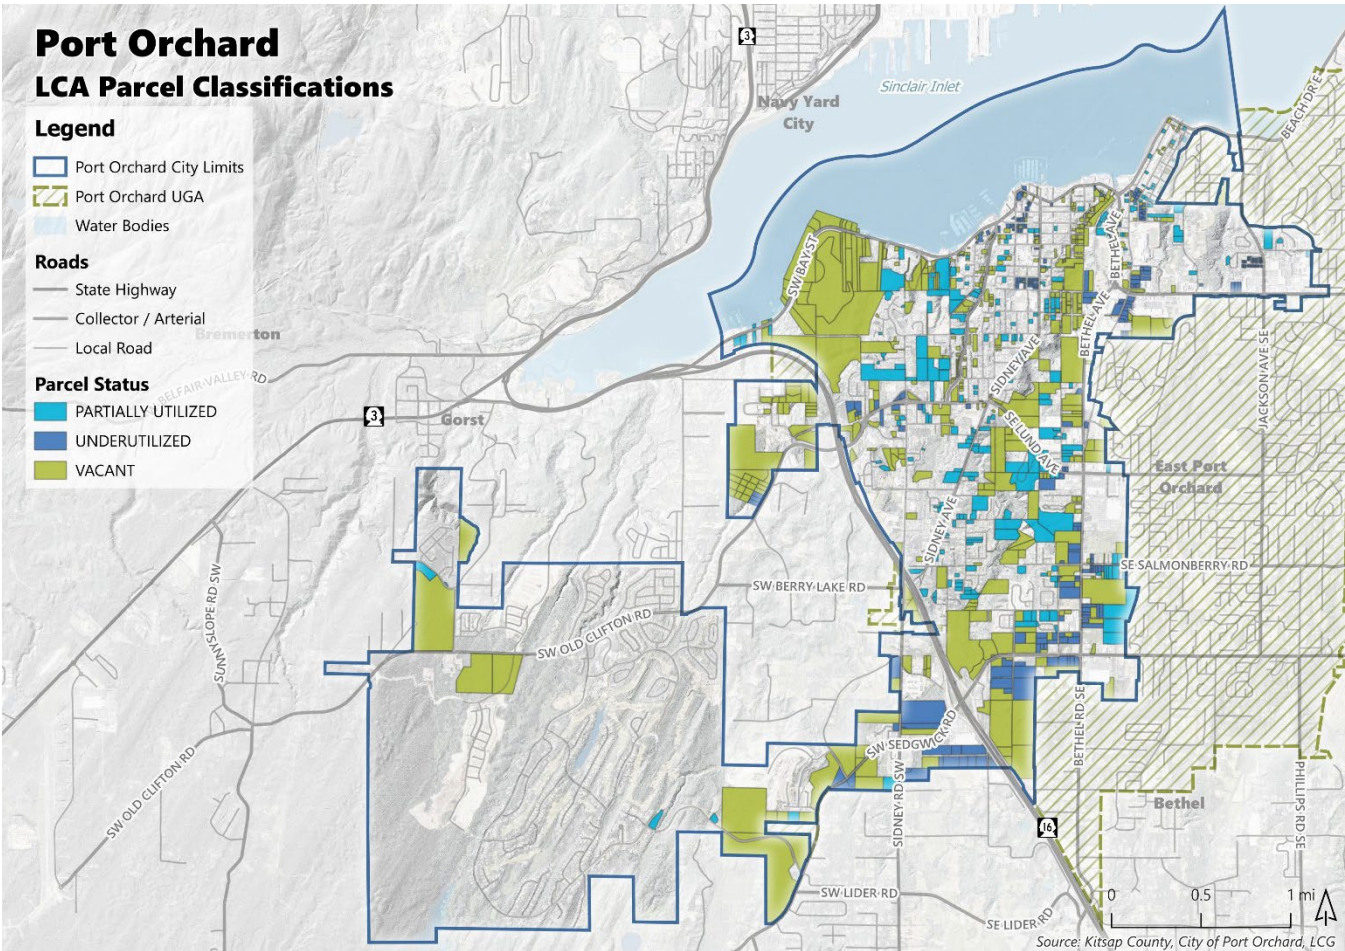 Port Orchard
LCA Parcel Classifications
Legend
Port Orchard City Limits
Port Orchard UGA
Water Bodies
Roads
State Highway
Collector / Arterial
Local Road
Parcel Status
PARTIALLY UTILIZED
UNDERUTILIZED
VACANT
3
Navy Yard
City
Sinclair Inlet
BEACH DR E
SW BAY ST
BETHEL AVE
BETHEL AVE
SIDNEY AVE
JACKSON AVE SE
Bremerton
BELFAIR VALLEY RD
3
Gorst
SE LUND AVE
East Port
Orchard
SIDNEY AVE
SW BERRY LAKE RD
SE SALMONBERRY RD
SUNNYSLOPE RD SW
SW OLD CLIFTON RD
SW OLD CLIFTON RD
SW SEDGWICK RD
SIDNEY RD SW
BETHEL RD SE
PHILLIPS RD SE
Bethel
16
SW LIDER RD
SE LIDER RD
0 0.5 1 mi
Source: Kitsap County, City of Port Orchard, LCG